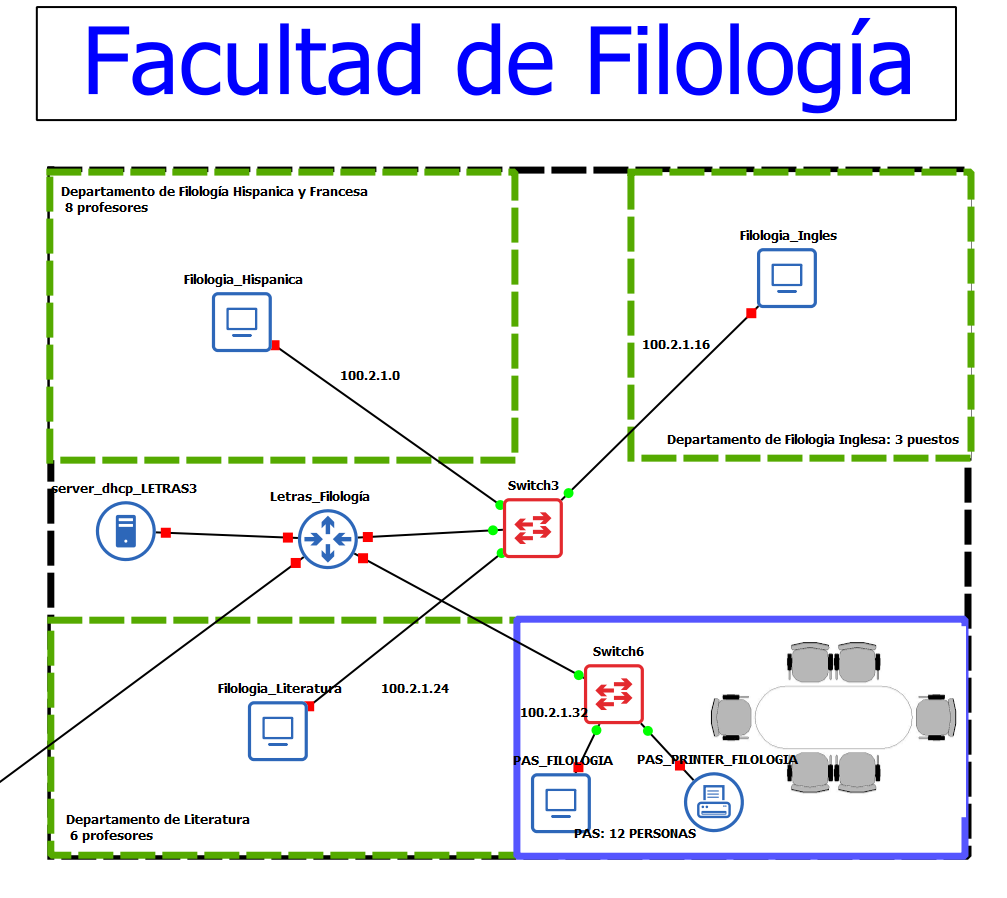 Facultad de Filología
Departamento de Filología Hispanica y Francesa
8 profesores
Filologia_Ingles
Filologia_Hispanica
100.2.1.16
100.2.1.0
Departamento de Filologia Inglesa: 3 puestos
server_dhcp_LETRAS3
Letras_Filología
Switch3
Switch6
Filologia_Literatura
100.2.1.24
100.2.1.32
PAS_FILOLOGIA
PAS_PRINTER_FILOLOGIA
Departamento de Literatura
6 profesores
PAS: 12 PERSONAS